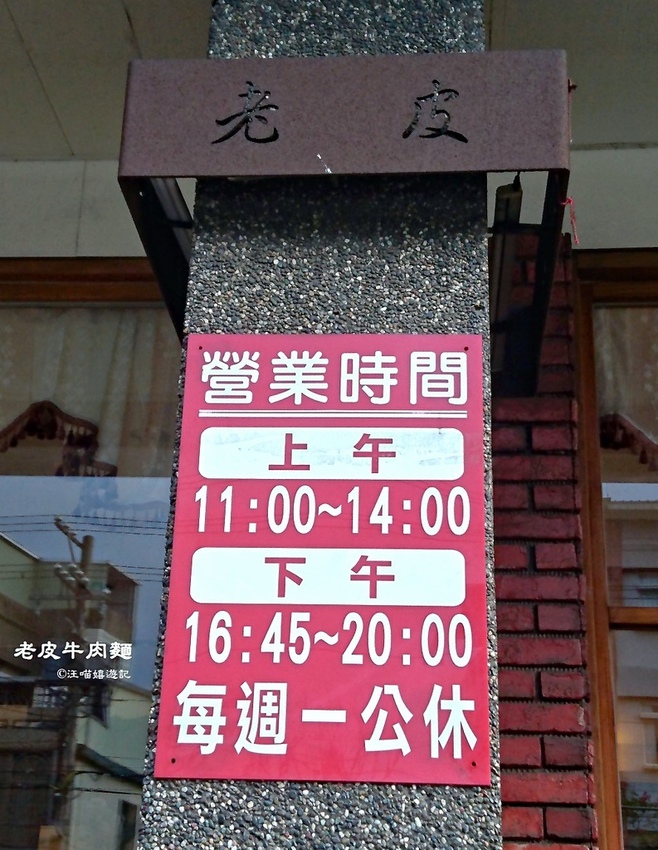 老皮
營業時間
上午
11:00~14:00
下午
16:45~20:00
每週一公休
老皮牛肉麵
©汪喵嬉遊記